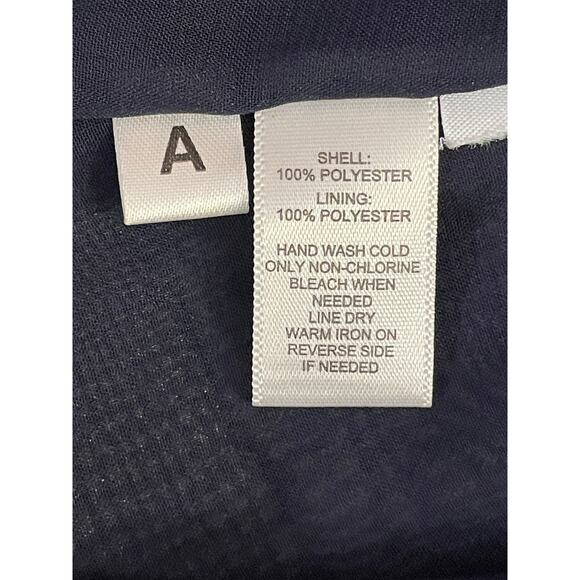 A
SHELL:
100% POLYESTER
LINING:
100% POLYESTER
HAND WASH COLD
ONLY NON-CHLORINE
BLEACH WHEN
NEEDED
LINE DRY
WARM IRON ON
REVERSE SIDE
IF NEEDED